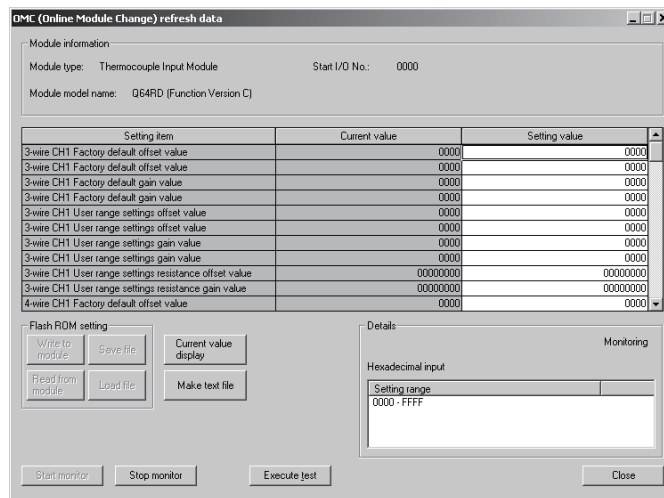 OMC (Online Module Change) refresh data
Module information
Module type: Thermocouple Input Module Start I/O No.: 0000
Module model name: Q64RD (Function Version C)
Setting item Current value Setting value
3-wire CH1 Factory default offset value 0000 0000
3-wire CH1 Factory default offset value 0000 0000
3-wire CH1 Factory default gain value 0000 0000
3-wire CH1 Factory default gain value 0000 0000
3-wire CH1 User range settings offset value 0000 0000
3-wire CH1 User range settings offset value 0000 0000
3-wire CH1 User range settings gain value 0000 0000
3-wire CH1 User range settings gain value 0000 0000
3-wire CH1 User range settings resistance offset value 00000000 00000000
3-wire CH1 User range settings resistance gain value 00000000 00000000
4-wire CH1 Factory default offset value 0000 0000
Flash ROM setting
Write to module
Save file
Current value display
Read from module
Load file
Make text file
Details
Monitoring
Hexadecimal input
Setting range
0000 - FFFF
Start monitor Stop monitor Execute test Close